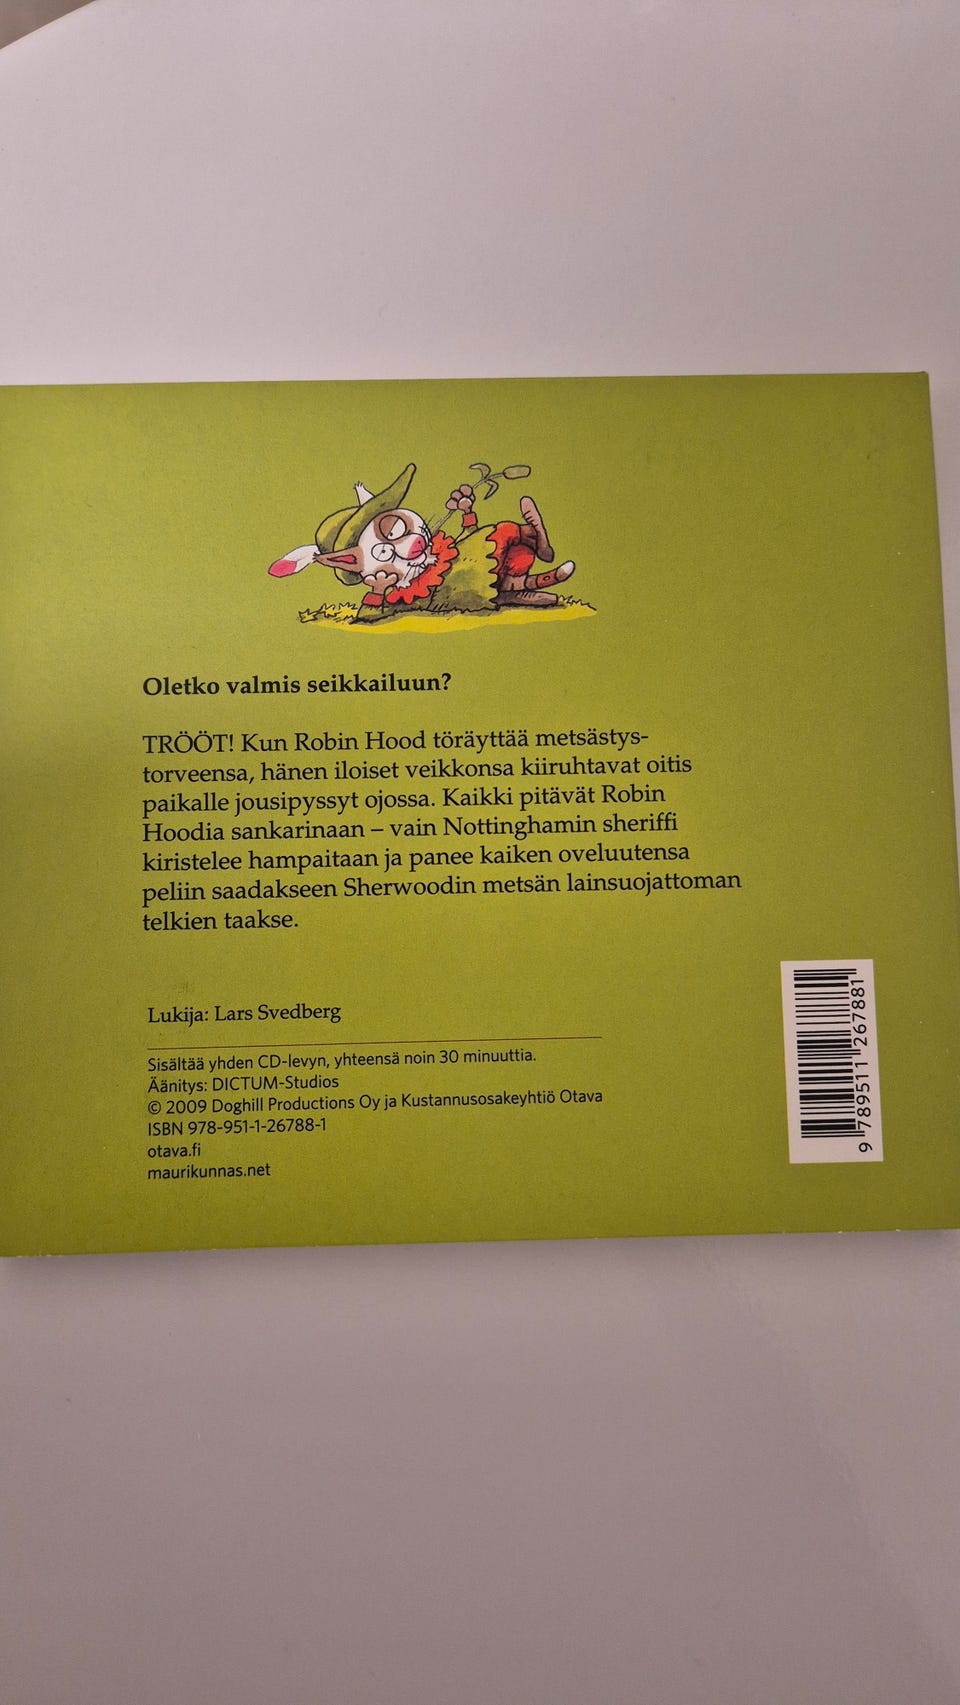 Oletko valmis seikkailuun?
TRÖÖT! Kun Robin Hood töräyttää metsästys-
torveensa, hänen iloiset veikkonsa kiiruhtavat oitis
paikalle jousipyssyt ojossa. Kaikki pitävät Robin
Hoodia sankarinaan – vain Nottinghamin sheriffi
kiristelee hampaitaan ja panee kaiken oveluutensa
peliin saadakseen Sherwoodin metsän lainsuojattoman
telkien taakse.
Lukija: Lars Svedberg
Sisältää yhden CD-levyn, yhteensä noin 30 minuuttia.
Äänitys: DICTUM-Studios
© 2009 Doghill Productions Oy ja Kustannusosakeyhtiö Otava
ISBN 978-951-1-26788-1
otava.fi
maurikunnas.net
9 789511 267881